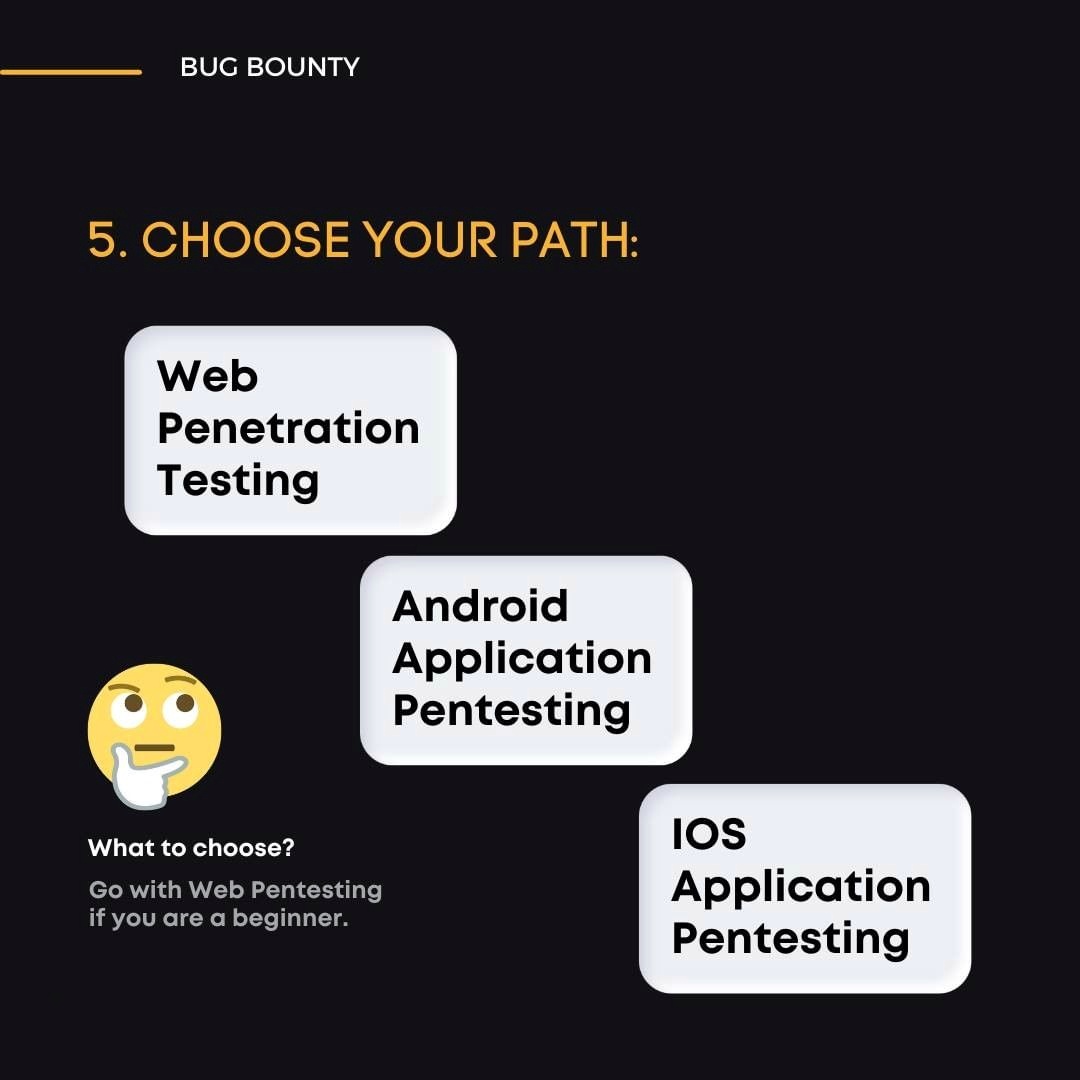 BUG BOUNTY
5. CHOOSE YOUR PATH:
Web
Penetration
Testing
Android
Application
Pentesting
What to choose?
Go with Web Pentesting
if you are a beginner.
IOS
Application
Pentesting